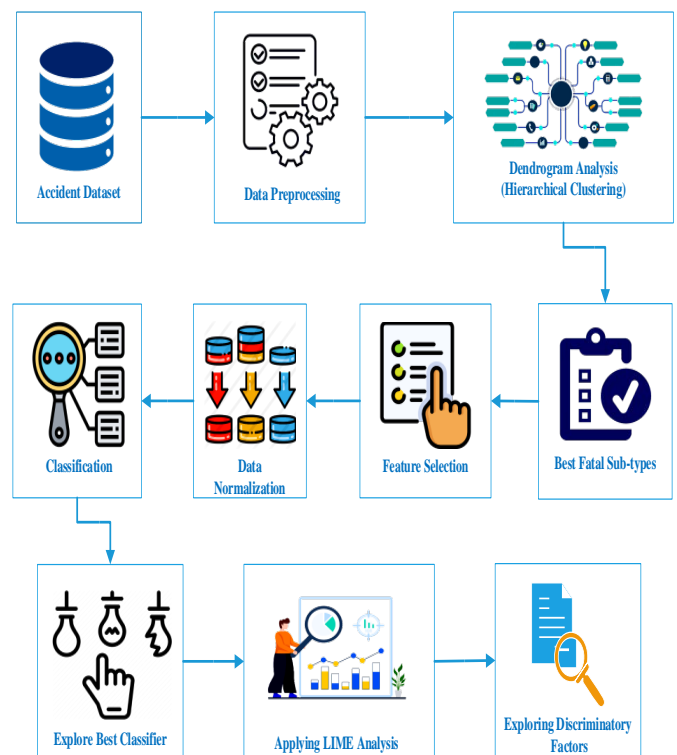 Accident Dataset
Data Preprocessing
Dendrogram Analysis
(Hierarchical Clustering)
Classification
Data
Normalization
Feature Selection
Best Fatal Sub-types
Explore Best Classifier
Applying LIME Analysis
Exploring Discriminatory
Factors